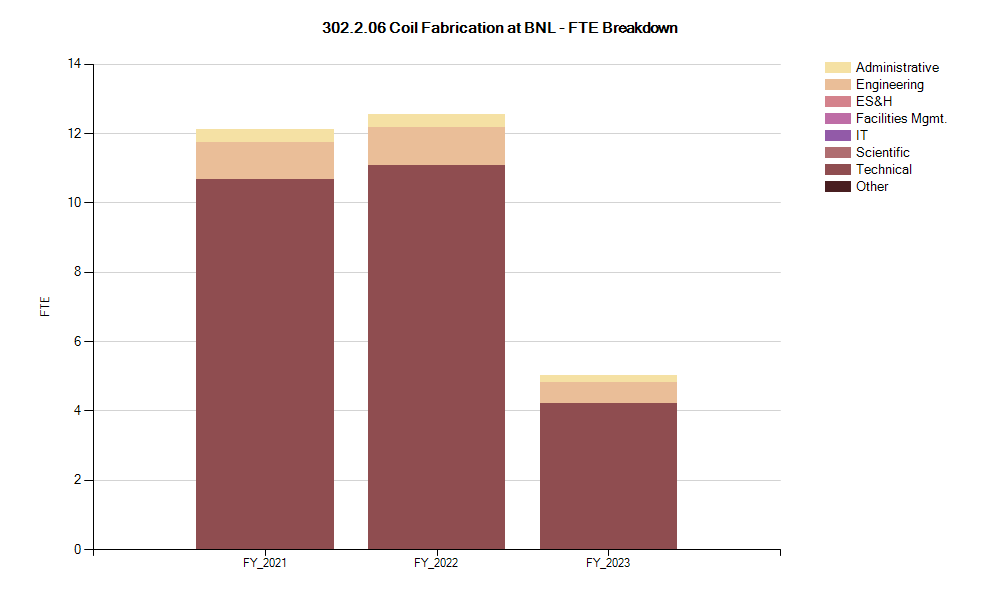 302.2.06 Coil Fabrication at BNL - FTE Breakdown
14
12
10
8
6
4
2
0
FTE
FY_2021
FY_2022
FY_2023
Administrative
Engineering
ES&H
Facilities Mgmt.
IT
Scientific
Technical
Other